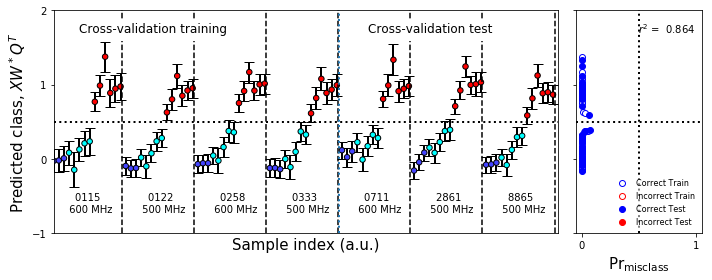 Cross-validation training
Cross-validation test
r² = 0.864
Predicted class, XW*Q^T
2
1
0
−1
0115
600 MHz
0122
500 MHz
0258
600 MHz
0333
500 MHz
0711
600 MHz
2861
500 MHz
8865
500 MHz
Sample index (a.u.)
Correct Train
Incorrect Train
Correct Test
Incorrect Test
0
1
Pr_misclass